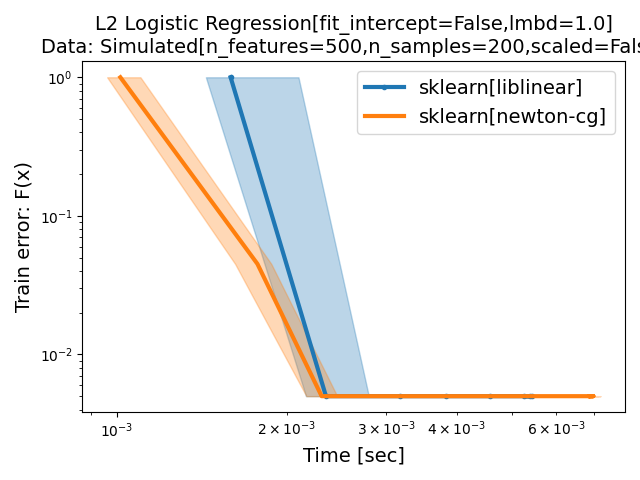 L2 Logistic Regression[fit_intercept=False,lmbd=1.0]
Data: Simulated[n_features=500,n_samples=200,scaled=Fals
sklearn[liblinear]
sklearn[newton-cg]
Train error: F(x)
10⁰
10⁻¹
10⁻²
10⁻³
2 × 10⁻³
3 × 10⁻³
4 × 10⁻³
6 × 10⁻³
Time [sec]